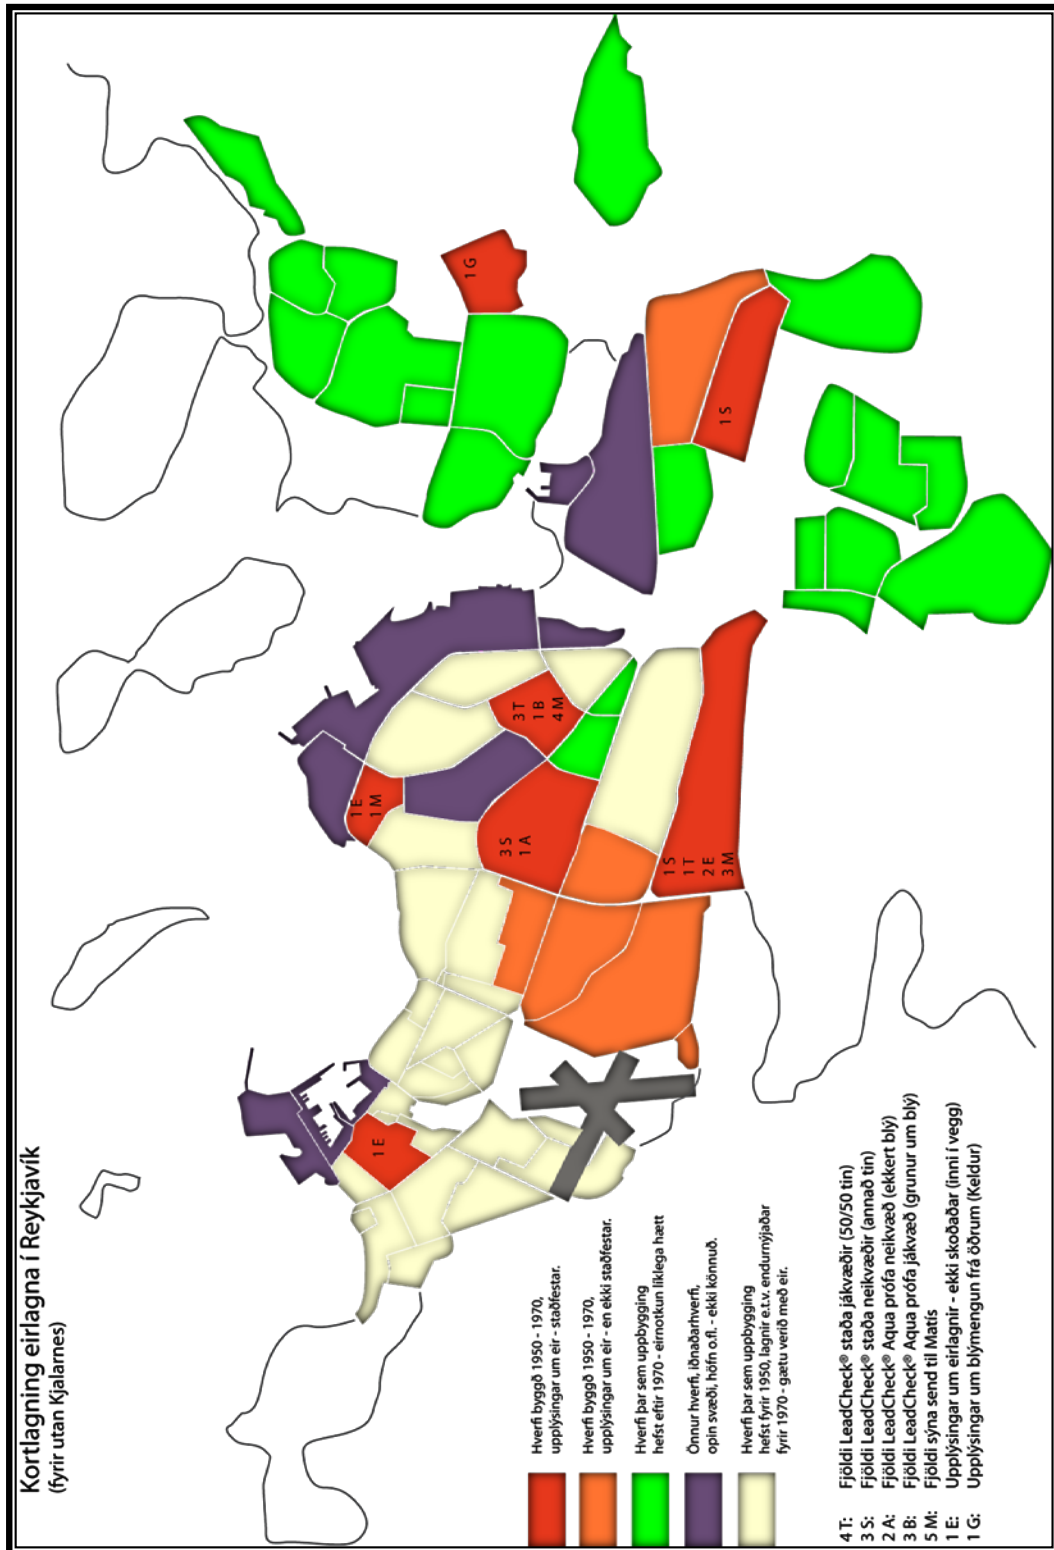 Kortlagning eirlagna í Reykjavík
(fyrir utan Kjalarnes)
1 E
1 E
1 M
3 S
1 A
3 T
1 B
4 M
1 S
1 T
2 E
3 M
1 G
1 S
Hverfi byggð 1950 - 1970,
upplýsingar um eir - staðfestar.
Hverfi byggð 1950 - 1970,
upplýsingar um eir - en ekki staðfestar.
Hverfi þar sem uppbygging
hefst eftir 1970 - eirnotkun líklega hætt
Önnur hverfi, iðnaðarhverfi,
opin svæði, höfn o.fl. - ekki könnuð.
Hverfi þar sem uppbygging
hefst fyrir 1950, lagnir e.t.v. endurnýjaðar
fyrir 1970 - gætu verið með eir.
4 T: Fjöldi LeadCheck® staða jákvæðir (50/50 tin)
3 S: Fjöldi LeadCheck® staða neikvæðir (annað tin)
2 A: Fjöldi LeadCheck® Aqua prófa neikvæð (ekkert blý)
3 B: Fjöldi LeadCheck® Aqua prófa jákvæð (grunur um blý)
5 M: Fjöldi sýna send til Matís
1 E: Upplýsingar um eirlagnir - ekki skoðaðar (inni í vegg)
1 G: Upplýsingar um blýmengun frá öðrum (Keldur)